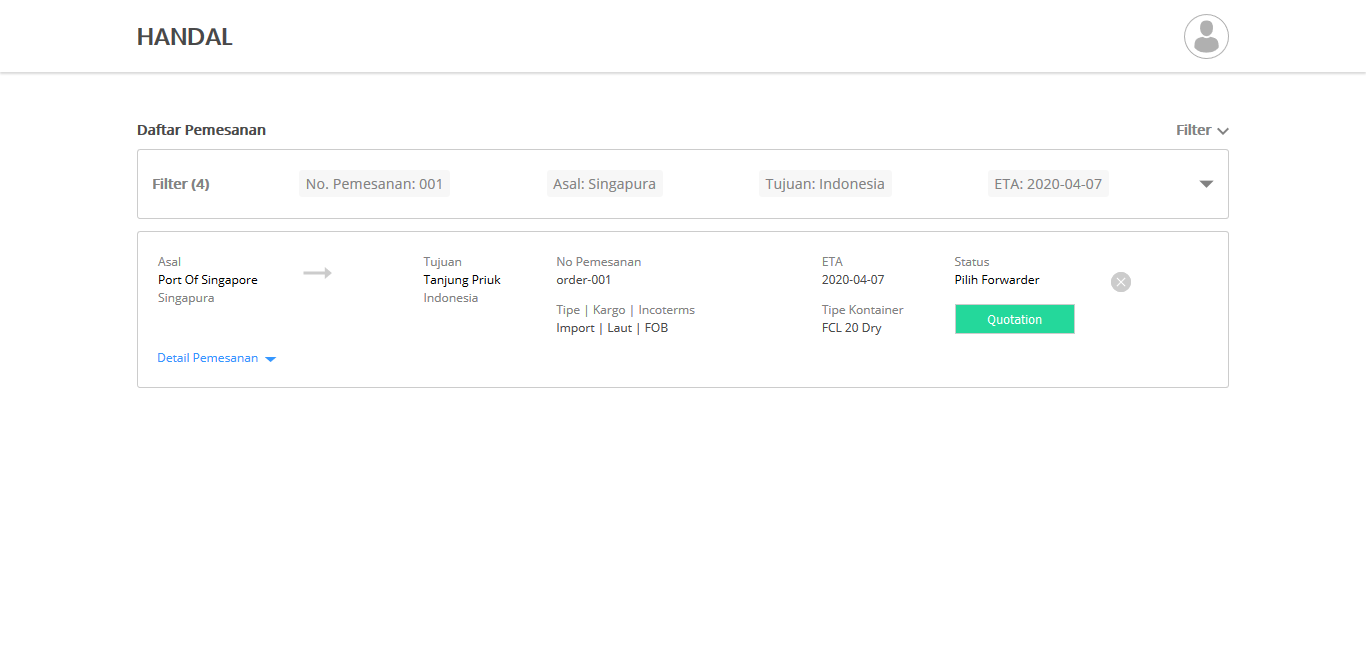 HANDAL
Daftar Pemesanan
Filter
Filter (4)
No. Pemesanan: 001
Asal: Singapura
Tujuan: Indonesia
ETA: 2020-04-07
Asal
Port Of Singapore
Singapura
Tujuan
Tanjung Priuk
Indonesia
No Pemesanan
order-001
Tipe | Kargo | Incoterms
Import | Laut | FOB
ETA
2020-04-07
Tipe Kontainer
FCL 20 Dry
Status
Pilih Forwarder
Quotation
Detail Pemesanan